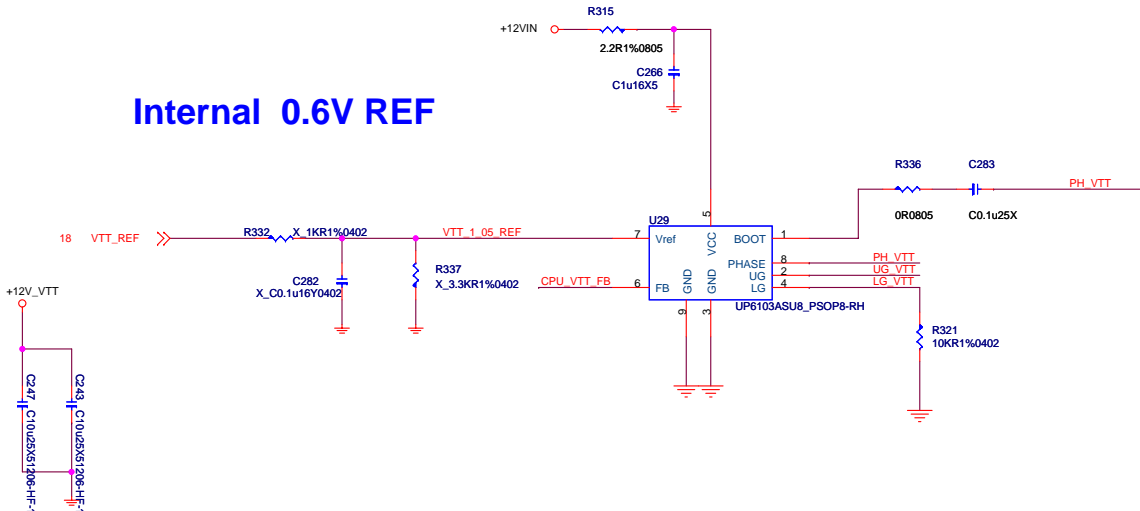 R315
+12VIN
2.2R1%0805
C266
C1u16X5
Internal 0.6V REF
R336
C283
PH_VTT
0R0805
C0.1u25X
5
U29
18 VTT_REF
R332
X_1KR1%0402
VTT_1_05_REF
7
Vref
VCC
BOOT
1
C282
X_C0.1u16Y0402
R337
X_3.3KR1%0402
PHASE
8
PH_VTT
UG
2
UG_VTT
CPU_VTT_FB
6
FB
GND
GND
LG
4
LG_VTT
+12V_VTT
9
3
UP6103ASU8_PSOP8-RH
R321
10KR1%0402
C247
C10u25X51206-HF-
C243
C10u25X51206-HF-